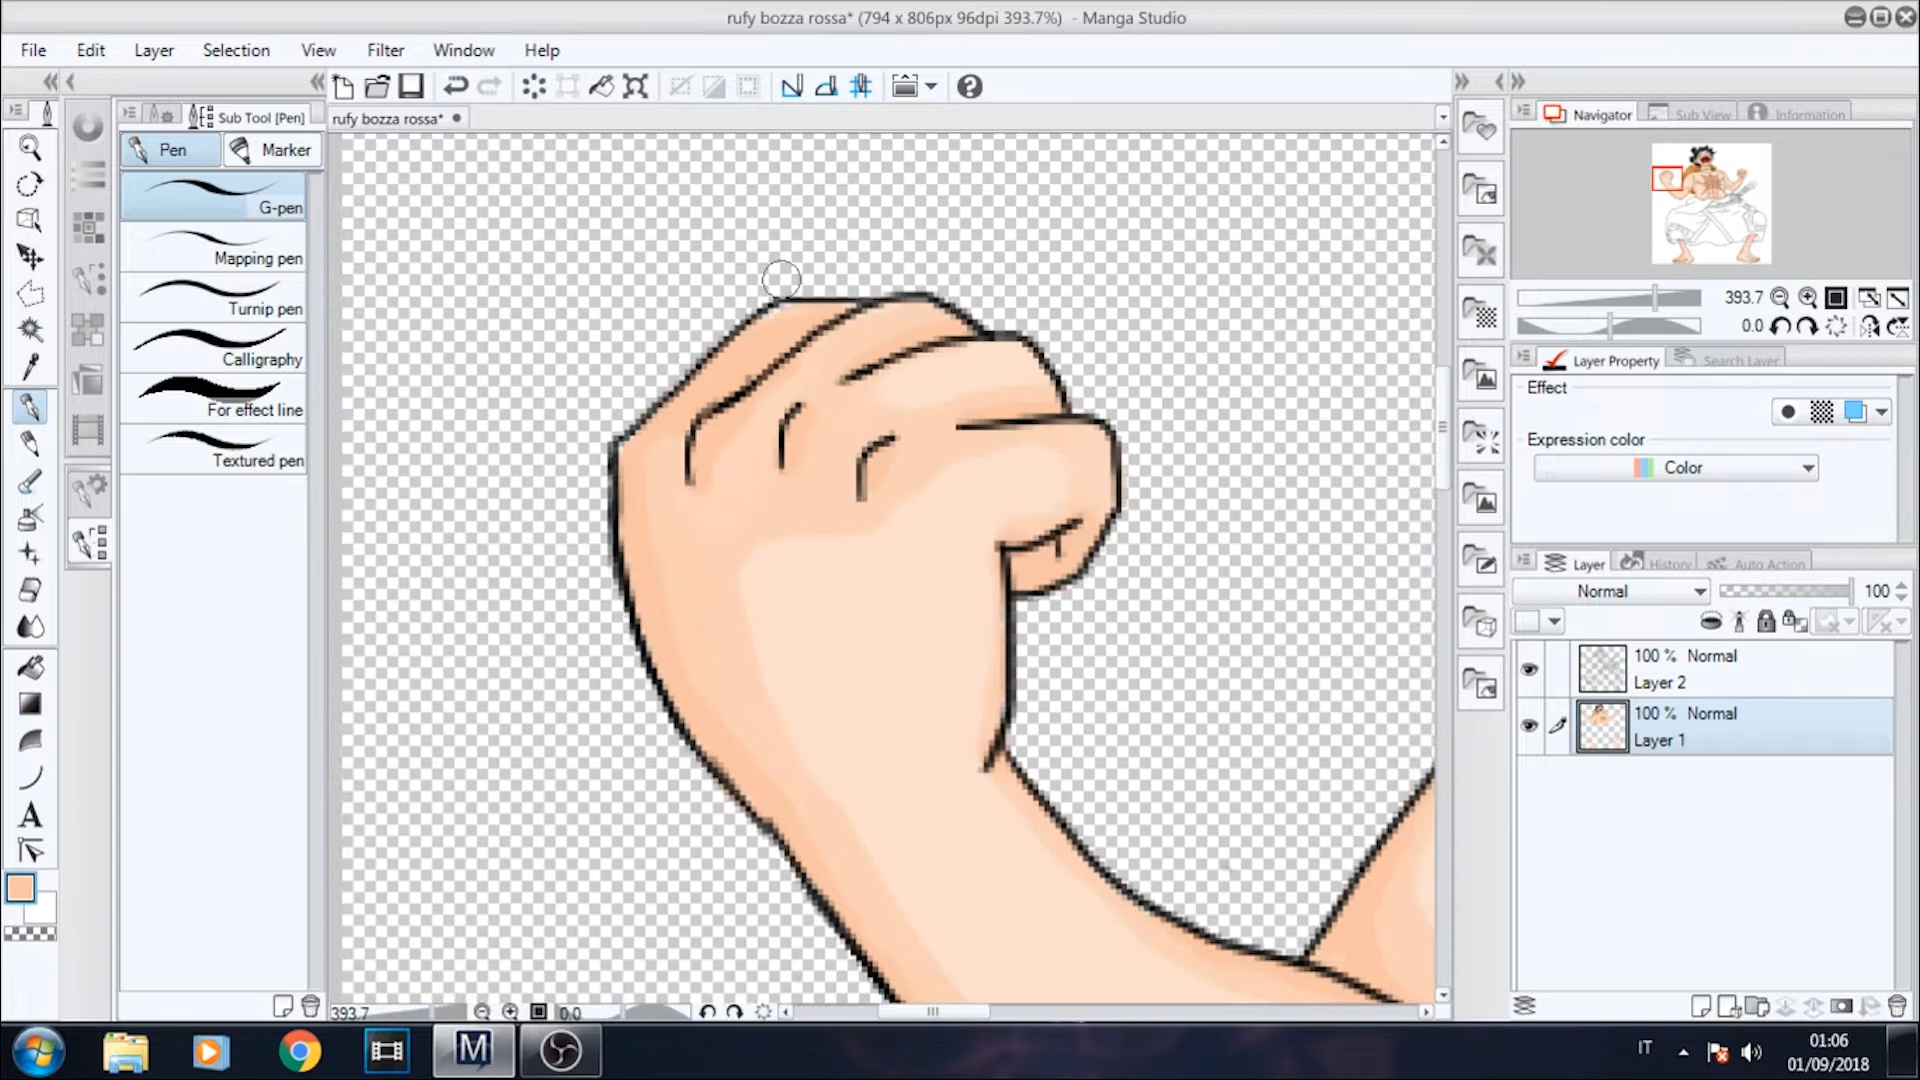 rufy bozza rossa* (794 x 806px 96dpi 393.7%) - Manga Studio
File Edit Layer Selection View Filter Window Help
Sub Tool [Pen]
rufy bozza rossa*
Pen Marker
G-pen
Mapping pen
Turnip pen
Calligraphy
For effect line
Textured pen
A
393.7 0.0
Navigator Sub View Information
393.7
0.0
Layer Property Search Layer
Effect
Expression color
Color
Layer History Auto Action
Normal 100
100 % Normal
Layer 2
100 % Normal
Layer 1
M
IT
01:06
01/09/2018